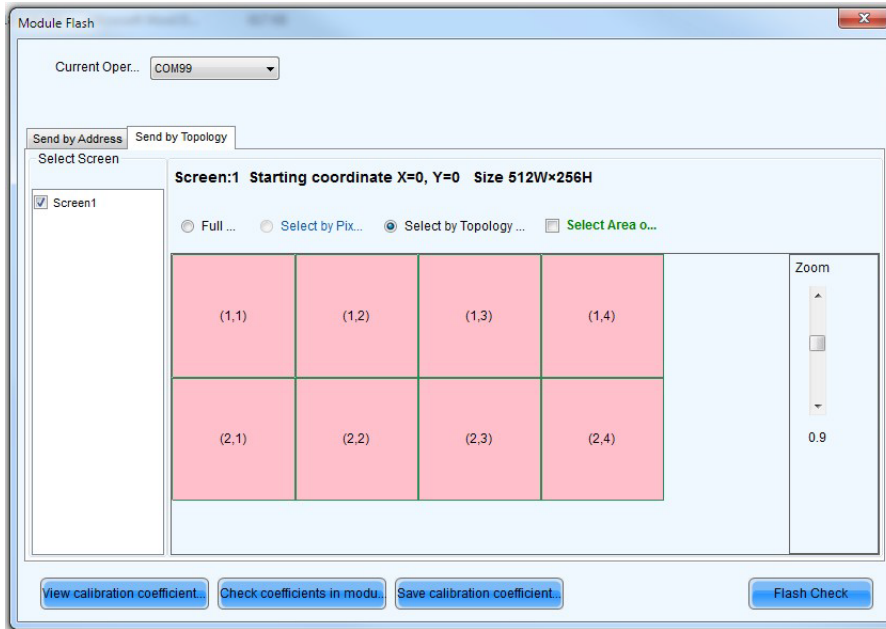 Module Flash
Current Oper... COM99
Send by Address Send by Topology
Select Screen
Screen1
Screen:1 Starting coordinate X=0, Y=0 Size 512W×256H
Full ... Select by Pix... Select by Topology ... Select Area o...
Zoom
(1,1) (1,2) (1,3) (1,4)
(2,1) (2,2) (2,3) (2,4)
0.9
View calibration coefficient... Check coefficients in modu... Save calibration coefficient... Flash Check